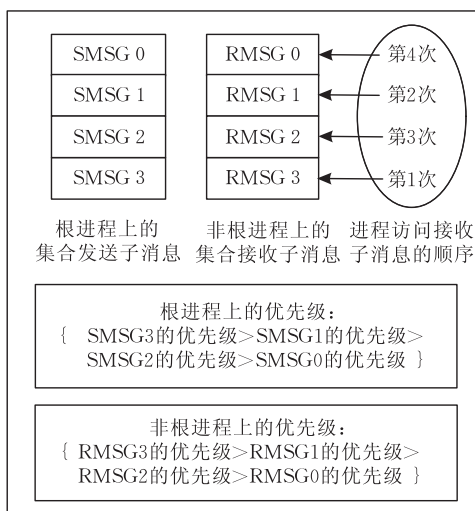 SMSG 0 RMSG 0 第4次
SMSG 1 RMSG 1 第2次
SMSG 2 RMSG 2 第3次
SMSG 3 RMSG 3 第1次
根进程上的 非根进程上的 进程访问接收
集合发送子消息 集合接收子消息 子消息的顺序
根进程上的优先级:
{ SMSG3的优先级>SMSG1的优先级>
SMSG2的优先级>SMSG0的优先级 }
非根进程上的优先级:
{ RMSG3的优先级>RMSG1的优先级>
RMSG2的优先级>RMSG0的优先级 }